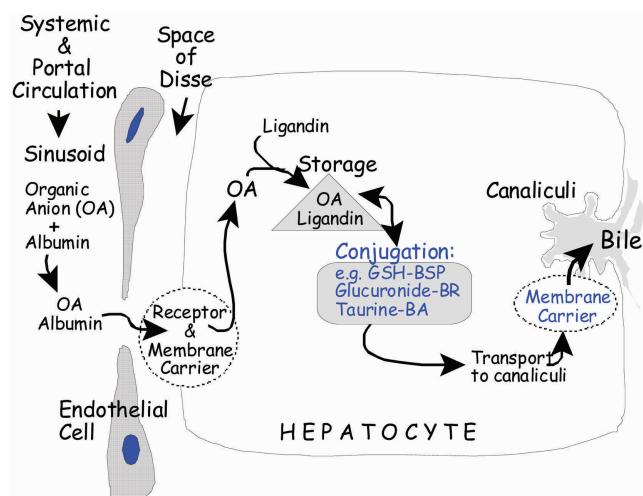 Systemic
&
Portal
Circulation
Sinusoid
Organic
Anion (OA)
+
Albumin
OA
Albumin
Endothelial
Cell
Space
of
Disse
Receptor
&
Membrane
Carrier
OA
Ligandin
Storage
OA
Ligandin
Conjugation:
e.g. GSH-BSP
Glucuronide-BR
Taurine-BA
Transport
to canaliculi
Membrane
Carrier
Canaliculi
Bile
HEPATOCYTE